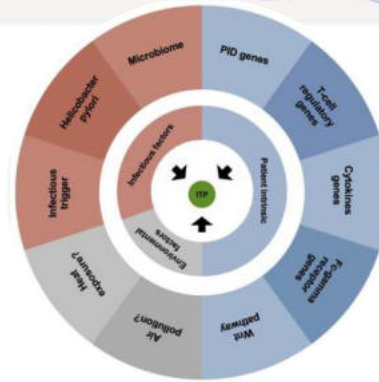 Microbiome
PID genes
T-cell
regulatory
genes
Cytokines
genes
Fc-gamma
receptor
genes
Wnt
pathway
Air
pollution?
Heat
exposure?
Infectious
trigger
Helicobacter
pylori
Infectious factors
Patient intrinsic
Environmental
factors
ITP